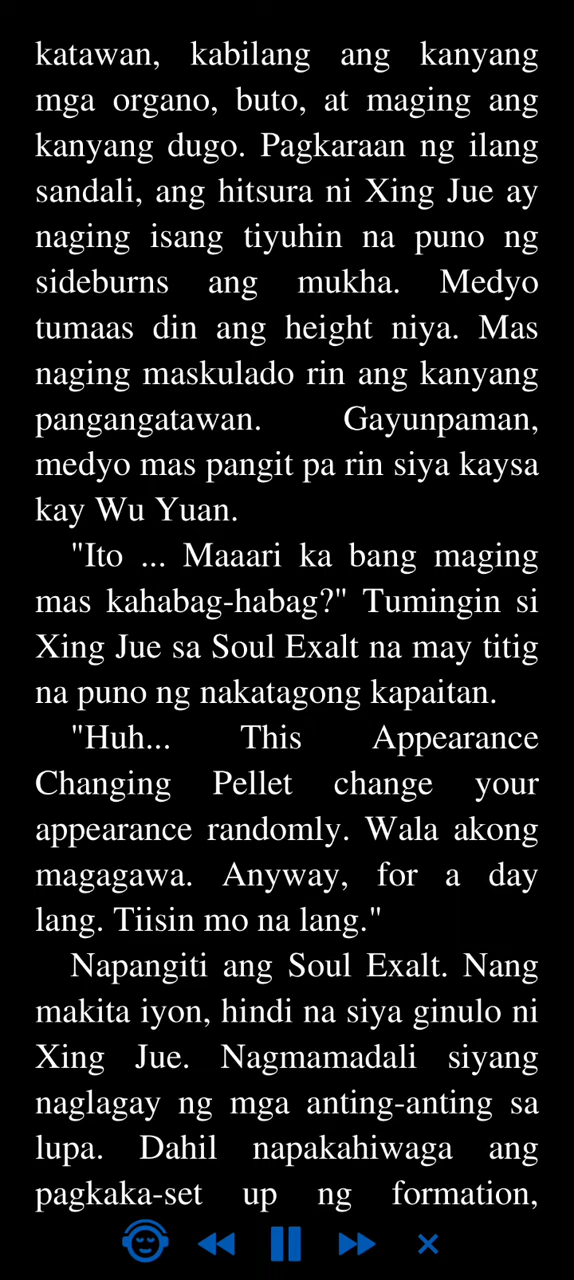 katawan, kabilang ang kanyang
mga organo, buto, at maging ang
kanyang dugo. Pagkaraan ng ilang
sandali, ang hitsura ni Xing Jue ay
naging isang tiyuhin na puno ng
sideburns ang mukha. Medyo
tumaas din ang height niya. Mas
naging maskulado rin ang kanyang
pangangatawan. Gayunpaman,
medyo mas pangit pa rin siya kaysa
kay Wu Yuan.
"Ito ... Maaari ka bang maging
mas kahabag-habag?" Tumingin si
Xing Jue sa Soul Exalt na may titig
na puno ng nakatagong kapaitan.
"Huh... This Appearance
Changing Pellet change your
appearance randomly. Wala akong
magagawa. Anyway, for a day
lang. Tiisin mo na lang."
Napangiti ang Soul Exalt. Nang
makita iyon, hindi na siya ginulo ni
Xing Jue. Nagmamadali siyang
naglagay ng mga anting-anting sa
lupa. Dahil napakahiwaga ang
pagkaka-set up ng formation,